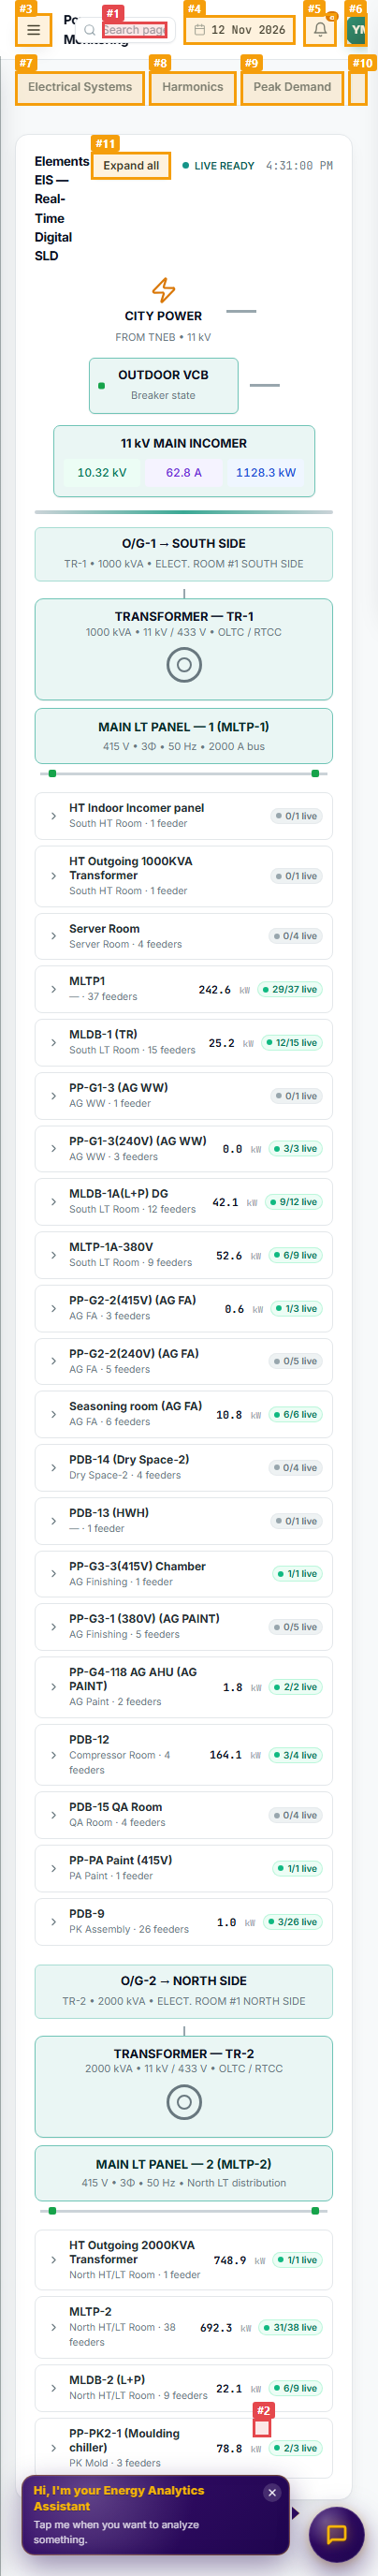 #3
#1
#4
#5
#6
Po
Monitoring
Search page
12 Nov 2026
YM
#7
#8
#9
#10
Electrical Systems
Harmonics
Peak Demand
#11
Elements
EIS —
Real-
Time
Digital
SLD
Expand all
LIVE READY
4:31:00 PM
CITY POWER
FROM TNEB • 11 kV
OUTDOOR VCB
Breaker state
11 kV MAIN INCOMER
10.32 kV
62.8 A
1128.3 kW
O/G-1 → SOUTH SIDE
TR-1 • 1000 kVA • ELECT. ROOM #1 SOUTH SIDE
TRANSFORMER — TR-1
1000 kVA • 11 kV / 433 V • OLTC / RTCC
MAIN LT PANEL — 1 (MLTP-1)
415 V • 3Φ • 50 Hz • 2000 A bus
HT Indoor Incomer panel
South HT Room · 1 feeder
0/1 live
HT Outgoing 1000KVA
Transformer
South HT Room · 1 feeder
0/1 live
Server Room
Server Room · 4 feeders
0/4 live
MLTP1
— · 37 feeders
242.6 kW 29/37 live
MLDB-1 (TR)
South LT Room · 15 feeders
25.2 kW 12/15 live
PP-G1-3 (AG WW)
AG WW · 1 feeder
0/1 live
PP-G1-3(240V) (AG WW)
AG WW · 3 feeders
0.0 kW 3/3 live
MLDB-1A(L+P) DG
South LT Room · 12 feeders
42.1 kW 9/12 live
MLTP-1A-380V
South LT Room · 9 feeders
52.6 kW 6/9 live
PP-G2-2(415V) (AG FA)
AG FA · 3 feeders
0.6 kW 1/3 live
PP-G2-2(240V) (AG FA)
AG FA · 5 feeders
0/5 live
Seasoning room (AG FA)
AG FA · 6 feeders
10.8 kW 6/6 live
PDB-14 (Dry Space-2)
Dry Space-2 · 4 feeders
0/4 live
PDB-13 (HWH)
— · 1 feeder
0/1 live
PP-G3-3(415V) Chamber
AG Finishing · 1 feeder
1/1 live
PP-G3-1 (380V) (AG PAINT)
AG Finishing · 5 feeders
0/5 live
PP-G4-118 AG AHU (AG
PAINT)
AG Paint · 2 feeders
1.8 kW 2/2 live
PDB-12
Compressor Room · 4
feeders
164.1 kW 3/4 live
PDB-15 QA Room
QA Room · 4 feeders
0/4 live
PP-PA Paint (415V)
PA Paint · 1 feeder
1/1 live
PDB-9
PK Assembly · 26 feeders
1.0 kW 3/26 live
O/G-2 → NORTH SIDE
TR-2 • 2000 kVA • ELECT. ROOM #1 NORTH SIDE
TRANSFORMER — TR-2
2000 kVA • 11 kV / 433 V • OLTC / RTCC
MAIN LT PANEL — 2 (MLTP-2)
415 V • 3Φ • 50 Hz • North LT distribution
HT Outgoing 2000KVA
Transformer
North HT/LT Room · 1 feeder
748.9 kW 1/1 live
MLTP-2
North HT/LT Room · 38
feeders
692.3 kW 31/38 live
MLDB-2 (L+P)
North HT/LT Room · 9 feeders
22.1 kW 6/9 live
#2
PP-PK2-1 (Moulding
chiller)
PK Mold · 3 feeders
78.8 kW 2/3 live
Hi, I'm your Energy Analytics
Assistant
Tap me when you want to analyze
something.